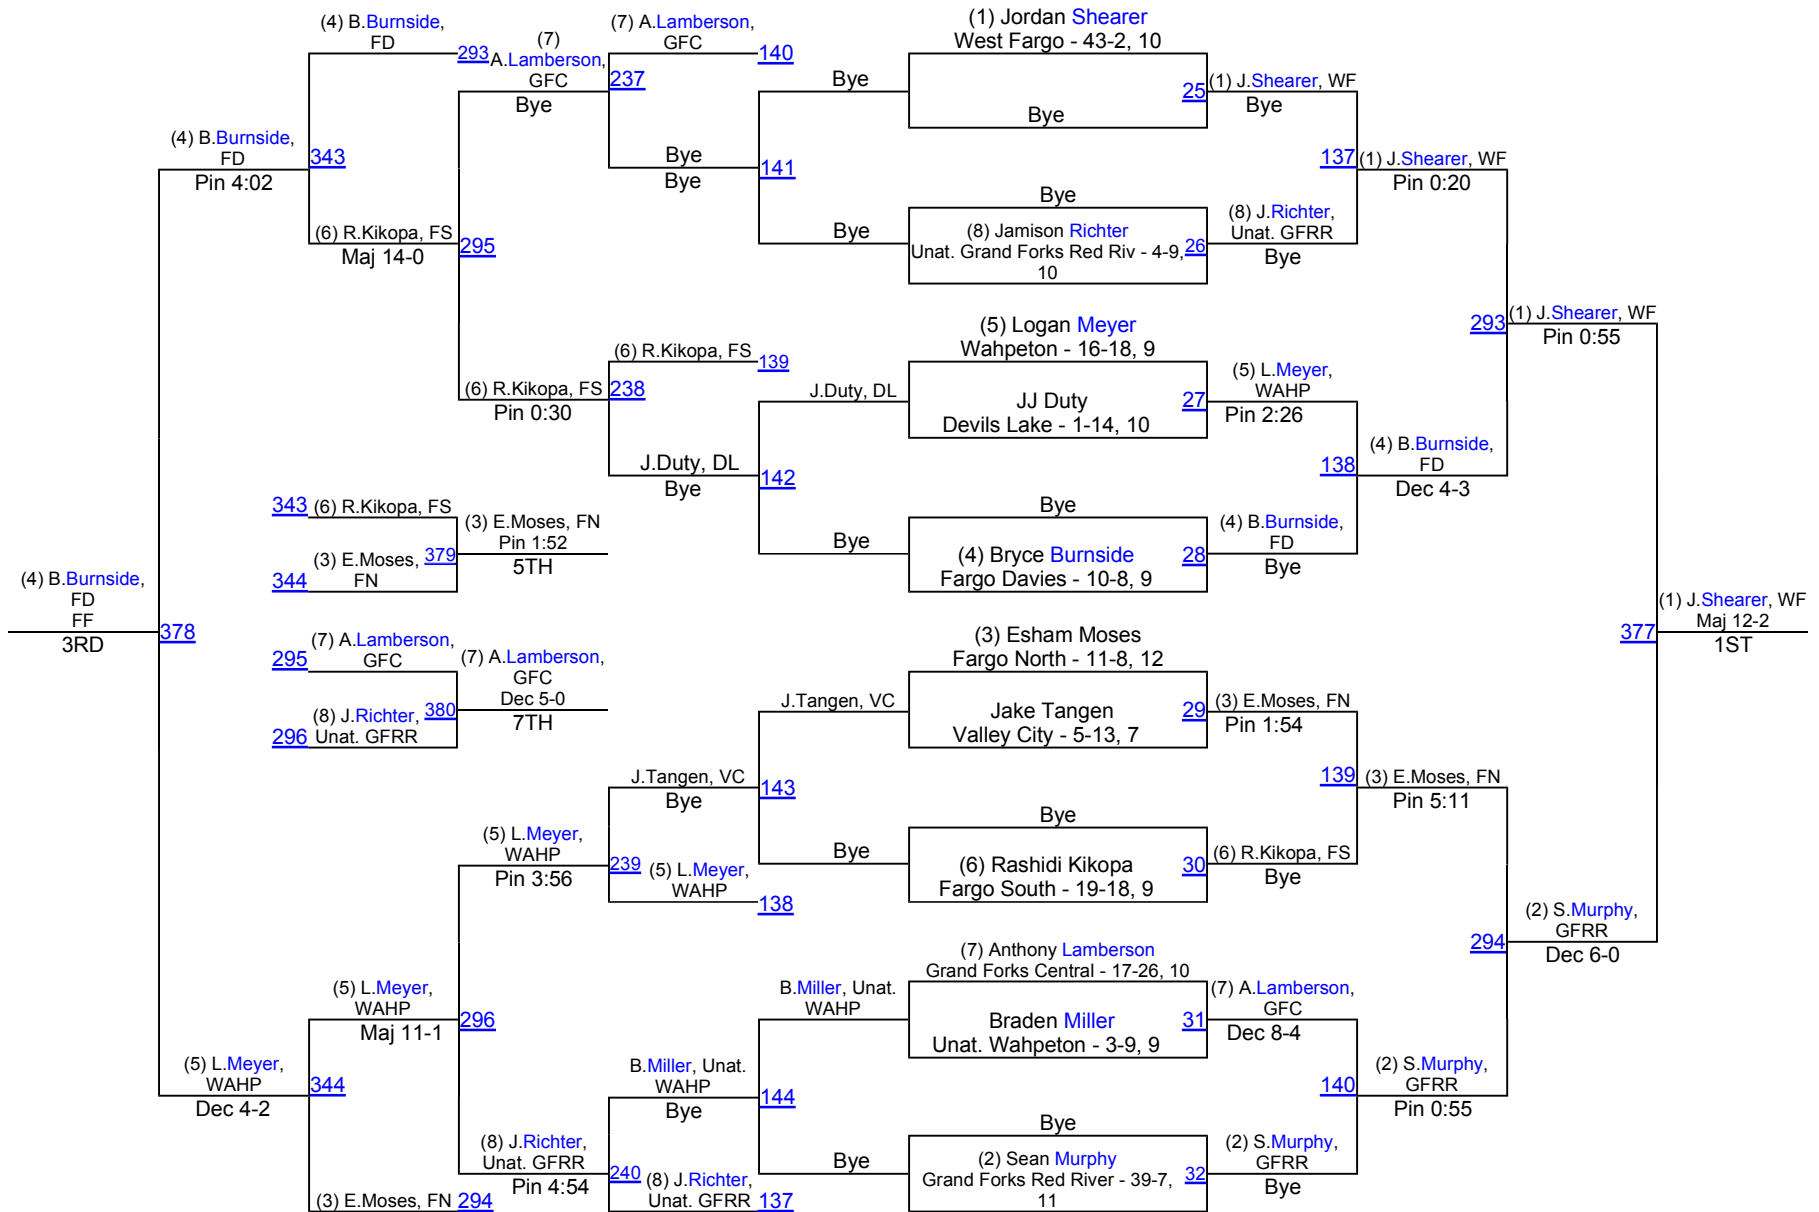 (4) B.Burnside,
FD
293
(7)
A.Lamberson,
GFC
Bye
237
(7) A.Lamberson,
GFC
140
(1) Jordan Shearer
West Fargo - 43-2, 10
Bye
25
(1) J.Shearer, WF
Bye
Bye
(4) B.Burnside,
FD
Pin 4:02
343
Bye
Bye
141
137
(1) J.Shearer, WF
Pin 0:20
Bye
(6) R.Kikopa, FS
Maj 14-0
295
Bye
(8) Jamison Richter
Unat. Grand Forks Red Riv - 4-9,
10
26
(8) J.Richter,
Unat. GFRR
Bye
293
(1) J.Shearer, WF
Pin 0:55
(5) Logan Meyer
Wahpeton - 16-18, 9
(6) R.Kikopa, FS
139
(6) R.Kikopa, FS
Pin 0:30
238
J.Duty, DL
JJ Duty
Devils Lake - 1-14, 10
27
(5) L.Meyer,
WAHP
Pin 2:26
J.Duty, DL
Bye
142
138
(4) B.Burnside,
FD
Dec 4-3
343
(6) R.Kikopa, FS
(3) E.Moses, FN
Pin 1:52
5TH
(3) E.Moses,
FN
379
344
Bye
Bye
(4) Bryce Burnside
Fargo Davies - 10-8, 9
28
(4) B.Burnside,
FD
Bye
(4) B.Burnside,
FD
FF
3RD
378
377
(1) J.Shearer, WF
Maj 12-2
1ST
295
(7) A.Lamberson,
GFC
(7) A.Lamberson,
GFC
Dec 5-0
7TH
(8) J.Richter,
Unat. GFRR
380
296
(3) Esham Moses
Fargo North - 11-8, 12
J.Tangen, VC
Jake Tangen
Valley City - 5-13, 7
29
(3) E.Moses, FN
Pin 1:54
J.Tangen, VC
Bye
143
139
(3) E.Moses, FN
Pin 5:11
Bye
(5) L.Meyer,
WAHP
Pin 3:56
239
(5) L.Meyer,
WAHP
138
Bye
(6) Rashidi Kikopa
Fargo South - 19-18, 9
30
(6) R.Kikopa, FS
Bye
294
(2) S.Murphy,
GFRR
Dec 6-0
(7) Anthony Lamberson
Grand Forks Central - 17-26, 10
(5) L.Meyer,
WAHP
Maj 11-1
296
B.Miller, Unat.
WAHP
Braden Miller
Unat. Wahpeton - 3-9, 9
31
(7) A.Lamberson,
GFC
Dec 8-4
(5) L.Meyer,
WAHP
Dec 4-2
344
B.Miller, Unat.
WAHP
Bye
144
140
(2) S.Murphy,
GFRR
Pin 0:55
Bye
(8) J.Richter,
Unat. GFRR
Pin 4:54
240
(8) J.Richter,
Unat. GFRR
137
Bye
(2) Sean Murphy
Grand Forks Red River - 39-7,
11
32
(2) S.Murphy,
GFRR
Bye
(3) E.Moses, FN
294